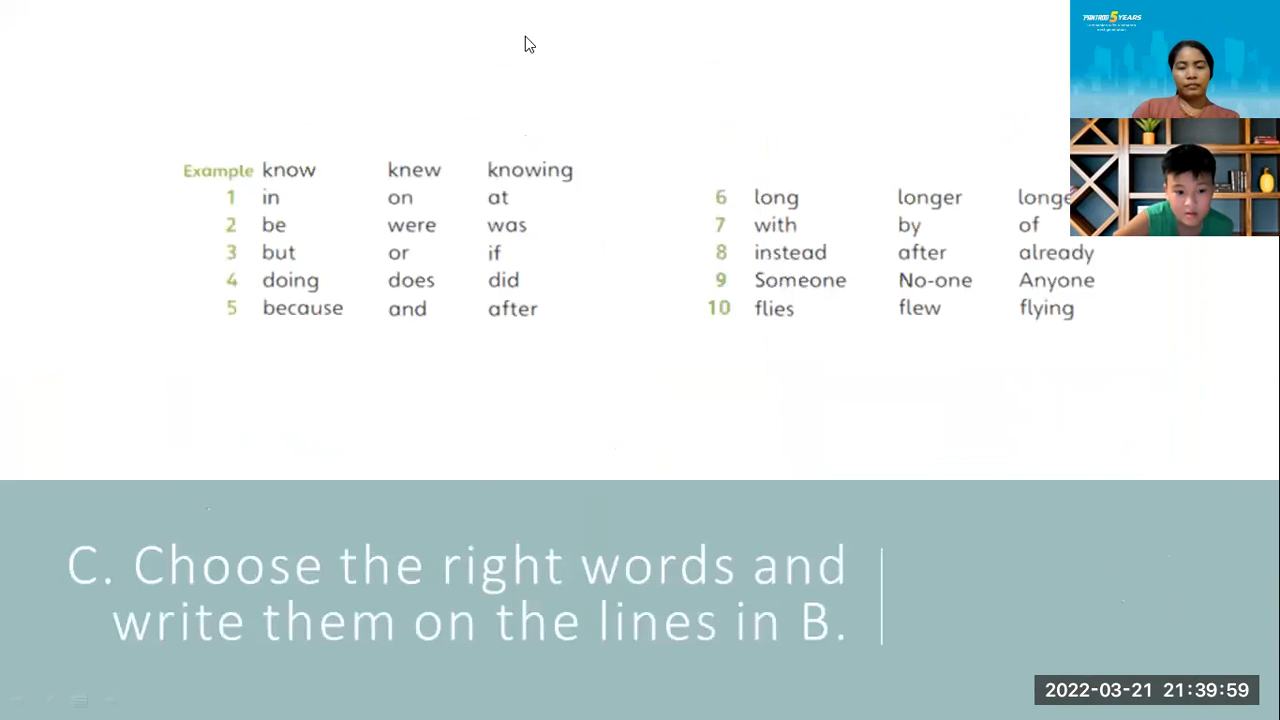 PANTROG 5 YEARS
Example know knew knowing
1 in on at
2 be were was
3 but or if
4 doing does did
5 because and after
6 long longer
7 with by of
8 instead after already
9 Someone No-one Anyone
10 flies flew flying
C. Choose the right words and
write them on the lines in B.
2022-03-21 21:39:59